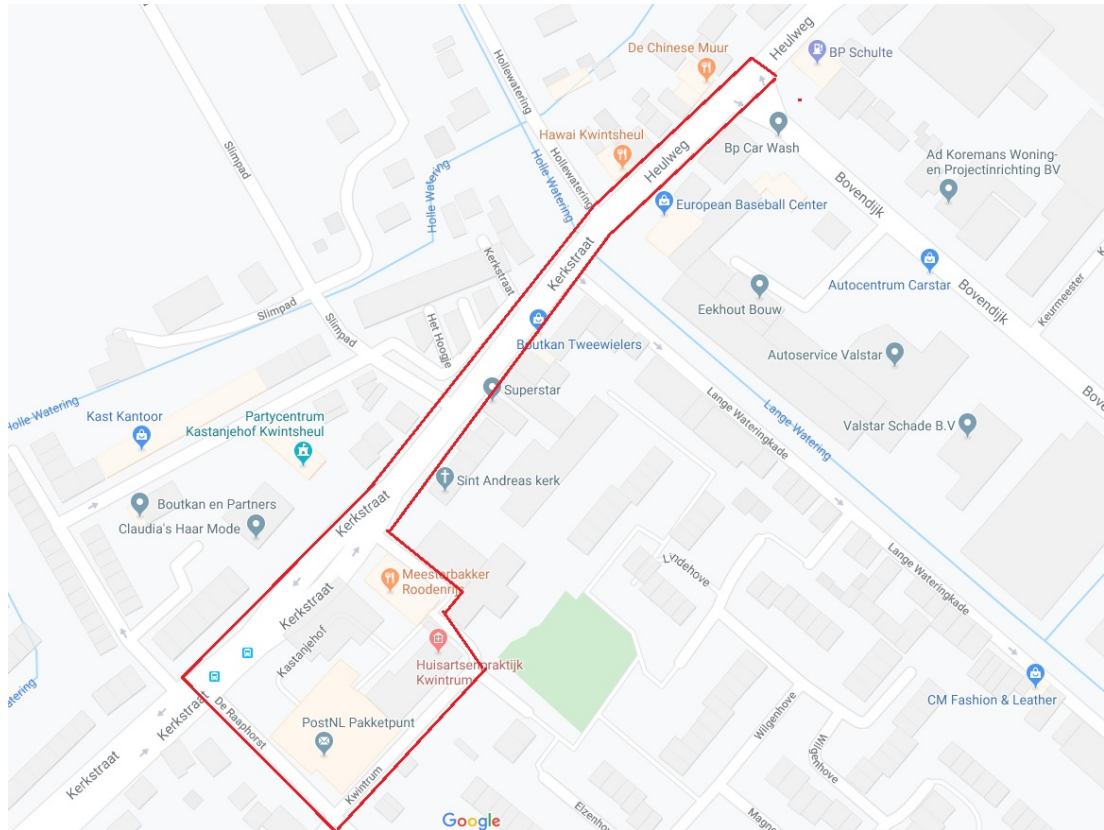 Heulweg
De Chinese Muur
BP Schulte
Hollewatering
Slimpad
Hawai Kwintsheul
Heulweg
Bp Car Wash
Ad Koremans Woning-
en Projectinrichting BV
Holle Watering
Holle Watering
Hollewatering
Bovendijk
European Baseball Center
Kerkstraat
Kerkstraat
Autocentrum Carstar
Bovendijk
Keurmeester
Eekhout Bouw
Slimpad
Slimpad
Het Hoogje
Boutkan Tweewielers
Autoservice Valstar
Superstar
Lange Wateringkade
Lange Watering
Holle Watering
Kast Kantoor
Partycentrum
Kastanjehof Kwintsheul
Valstar Schade B.V
Sint Andreas kerk
Boutkan en Partners
Claudia's Haar Mode
Kerkstraat
Lange Wateringkade
Lindehove
Meesterbakker
Roodenrijs
Kerkstraat
Kastanjehof
Huisartsenpraktijk
Kwintrum
Kerkstraat
De Raaphorst
PostNL Pakketpunt
CM Fashion & Leather
Wilgenhove
Wilgenhove
Kerkstraat
Kwintrum
Elzenhove
Google